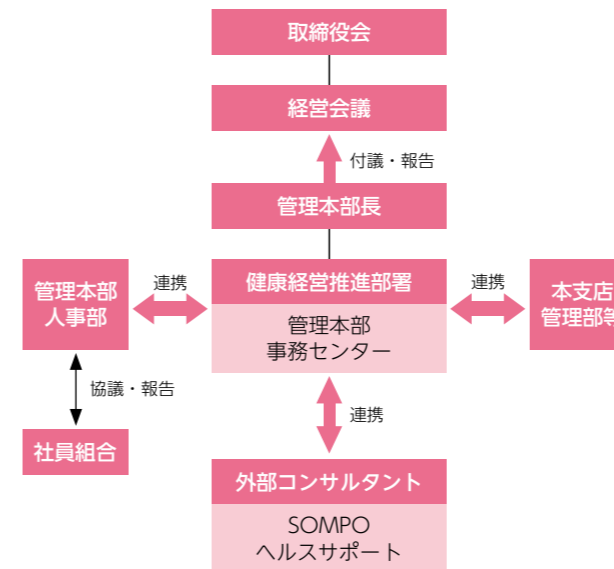 取締役会
経営会議
付議・報告
管理本部長
健康経営推進部署
管理本部
事務センター
連携
管理本部
人事部
連携
本支店
管理部等
協議・報告
社員組合
連携
外部コンサルタント
SOMPO
ヘルスサポート